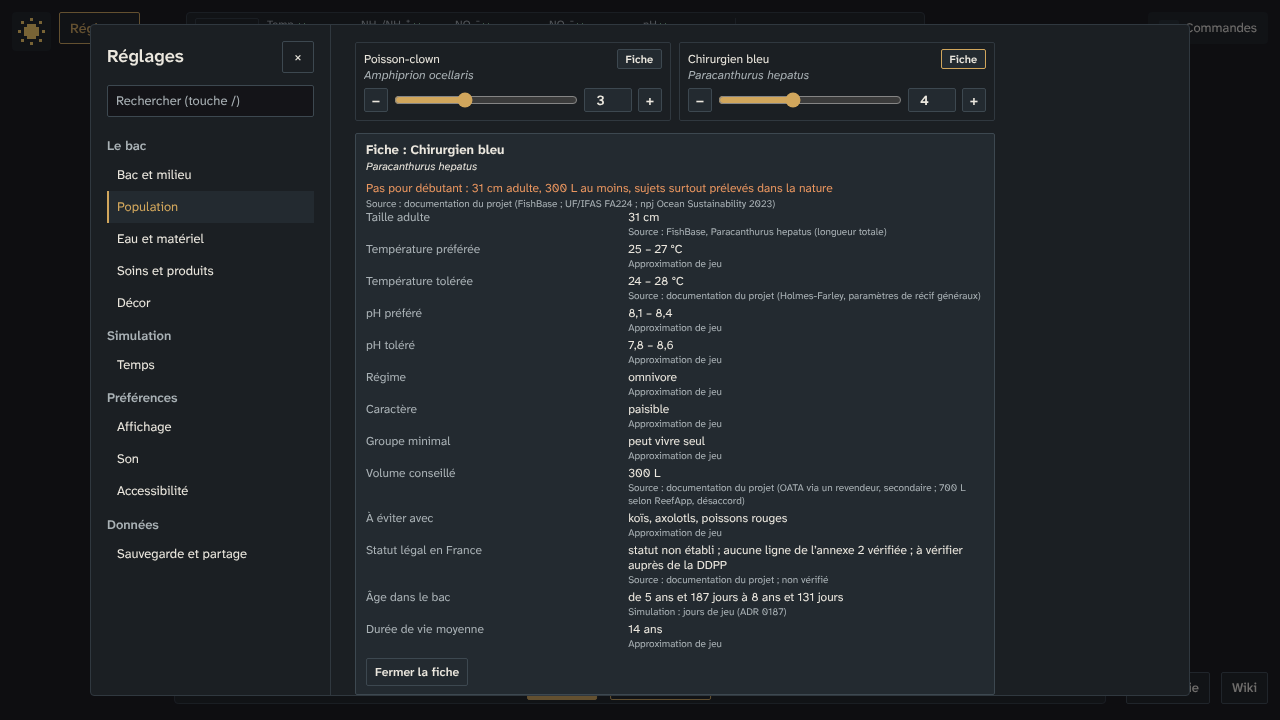 Réglages
×
Rechercher (touche /)
Le bac
Bac et milieu
Population
Eau et matériel
Soins et produits
Décor
Simulation
Temps
Préférences
Affichage
Son
Accessibilité
Données
Sauvegarde et partage
Poisson-clown
Fiche
Amphiprion ocellaris
− 3 +
Chirurgien bleu
Fiche
Paracanthurus hepatus
− 4 +
Fiche : Chirurgien bleu
Paracanthurus hepatus
Pas pour débutant : 31 cm adulte, 300 L au moins, sujets surtout prélevés dans la nature
Source : documentation du projet (FishBase ; UF/IFAS FA224 ; npj Ocean Sustainability 2023)
Taille adulte 31 cm
Source : FishBase, Paracanthurus hepatus (longueur totale)
Température préférée 25 – 27 °C
Approximation de jeu
Température tolérée 24 – 28 °C
Source : documentation du projet (Holmes-Farley, paramètres de récif généraux)
pH préféré 8,1 – 8,4
Approximation de jeu
pH toléré 7,8 – 8,6
Approximation de jeu
Régime omnivore
Approximation de jeu
Caractère paisible
Approximation de jeu
Groupe minimal peut vivre seul
Approximation de jeu
Volume conseillé 300 L
Source : documentation du projet (OATA via un revendeur, secondaire ; 700 L
selon ReefApp, désaccord)
À éviter avec koïs, axolotls, poissons rouges
Approximation de jeu
Statut légal en France statut non établi ; aucune ligne de l'annexe 2 vérifiée ; à vérifier
auprès de la DDPP
Source : documentation du projet ; non vérifié
Âge dans le bac de 5 ans et 187 jours à 8 ans et 131 jours
Simulation : jours de jeu (ADR 0187)
Durée de vie moyenne 14 ans
Approximation de jeu
Fermer la fiche
Commandes
Wiki